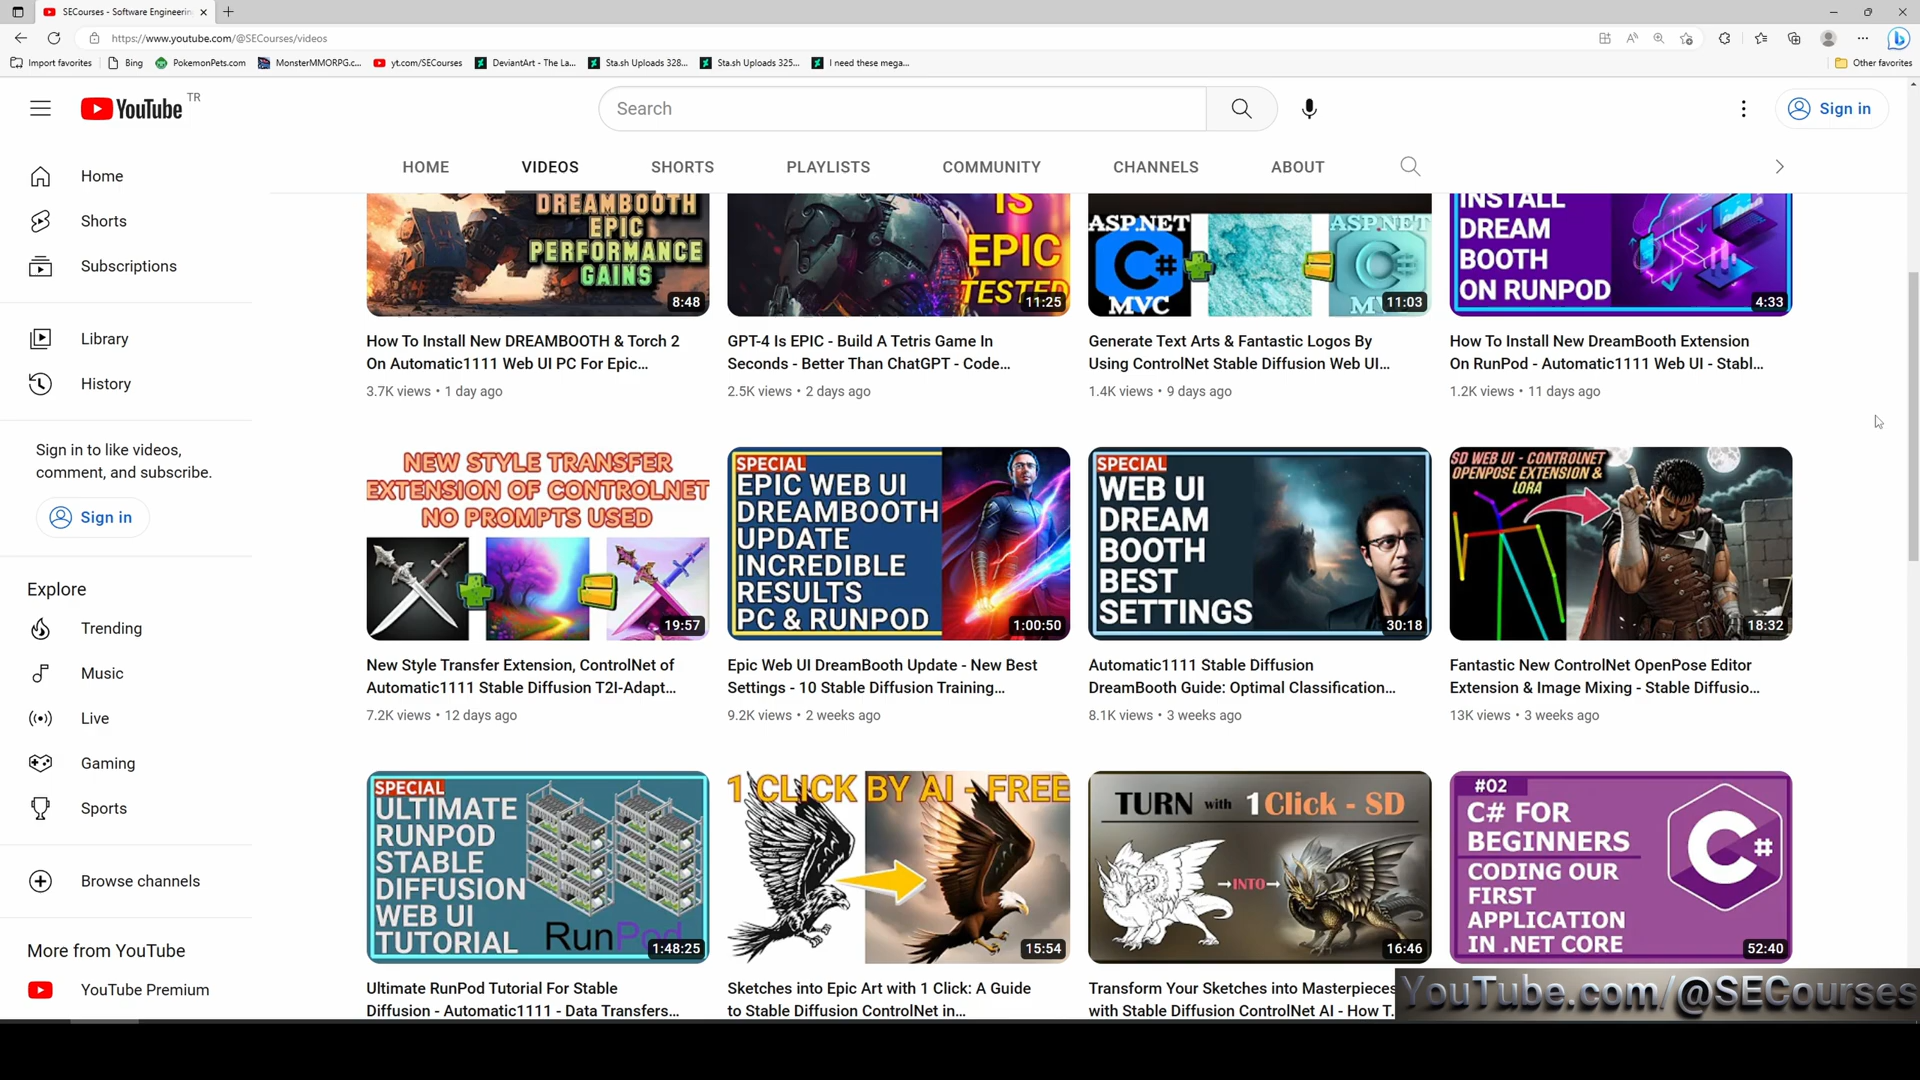 SECourses - Software Engineerin
https://www.youtube.com/@SECourses/videos
Import favorites
Bing
PokemonPets.com
MonsterMMORPG.c...
yt.com/SECourses
DeviantArt - The La...
Sta.sh Uploads 328...
Sta.sh Uploads 325...
I need these mega...
Other favorites
YouTube TR
Search
Sign in
HOME
VIDEOS
SHORTS
PLAYLISTS
COMMUNITY
CHANNELS
ABOUT
Home
Shorts
Subscriptions
Library
History
Sign in to like videos,
comment, and subscribe.
Sign in
Explore
Trending
Music
Live
Gaming
Sports
Browse channels
More from YouTube
YouTube Premium
DREAMBOOTH
EPIC
PERFORMANCE
GAINS
8:48
How To Install New DREAMBOOTH & Torch 2
On Automatic1111 Web UI PC For Epic...
3.7K views • 1 day ago
IS
EPIC
TESTED
11:25
GPT-4 Is EPIC - Build A Tetris Game In
Seconds - Better Than ChatGPT - Code...
2.5K views • 2 days ago
ASP.NET
C#
MVC
ASP.NET
C#
MV
11:03
Generate Text Arts & Fantastic Logos By
Using ControlNet Stable Diffusion Web UI...
1.4K views • 9 days ago
INSTALL
DREAM
BOOTH
ON RUNPOD
4:33
How To Install New DreamBooth Extension
On RunPod - Automatic1111 Web UI - Stabl...
1.2K views • 11 days ago
NEW STYLE TRANSFER
EXTENSION OF CONTROLNET
NO PROMPTS USED
19:57
New Style Transfer Extension, ControlNet of
Automatic1111 Stable Diffusion T2I-Adapt...
7.2K views • 12 days ago
SPECIAL
EPIC WEB UI
DREAMBOOTH
UPDATE
INCREDIBLE
RESULTS
PC & RUNPOD
1:00:50
Epic Web UI DreamBooth Update - New Best
Settings - 10 Stable Diffusion Training...
9.2K views • 2 weeks ago
SPECIAL
WEB UI
DREAM
BOOTH
BEST
SETTINGS
30:18
Automatic1111 Stable Diffusion
DreamBooth Guide: Optimal Classification...
8.1K views • 3 weeks ago
SD WEB UI - CONTROLNET
OPENPOSE EXTENSION &
LORA
18:32
Fantastic New ControlNet OpenPose Editor
Extension & Image Mixing - Stable Diffusio...
13K views • 3 weeks ago
SPECIAL
ULTIMATE
RUNPOD
STABLE
DIFFUSION
WEB UI
TUTORIAL
RunPod
1:48:25
Ultimate RunPod Tutorial For Stable
Diffusion - Automatic1111 - Data Transfers...
1 CLICK BY AI - FREE
15:54
Sketches into Epic Art with 1 Click: A Guide
to Stable Diffusion ControlNet in...
TURN with 1Click - SD
INTO
16:46
Transform Your Sketches into Masterpieces
with Stable Diffusion ControlNet AI - How T...
#02
C# FOR
BEGINNERS
CODING OUR
FIRST
APPLICATION
IN .NET CORE
C#
52:40
YouTube.com/@SECourses